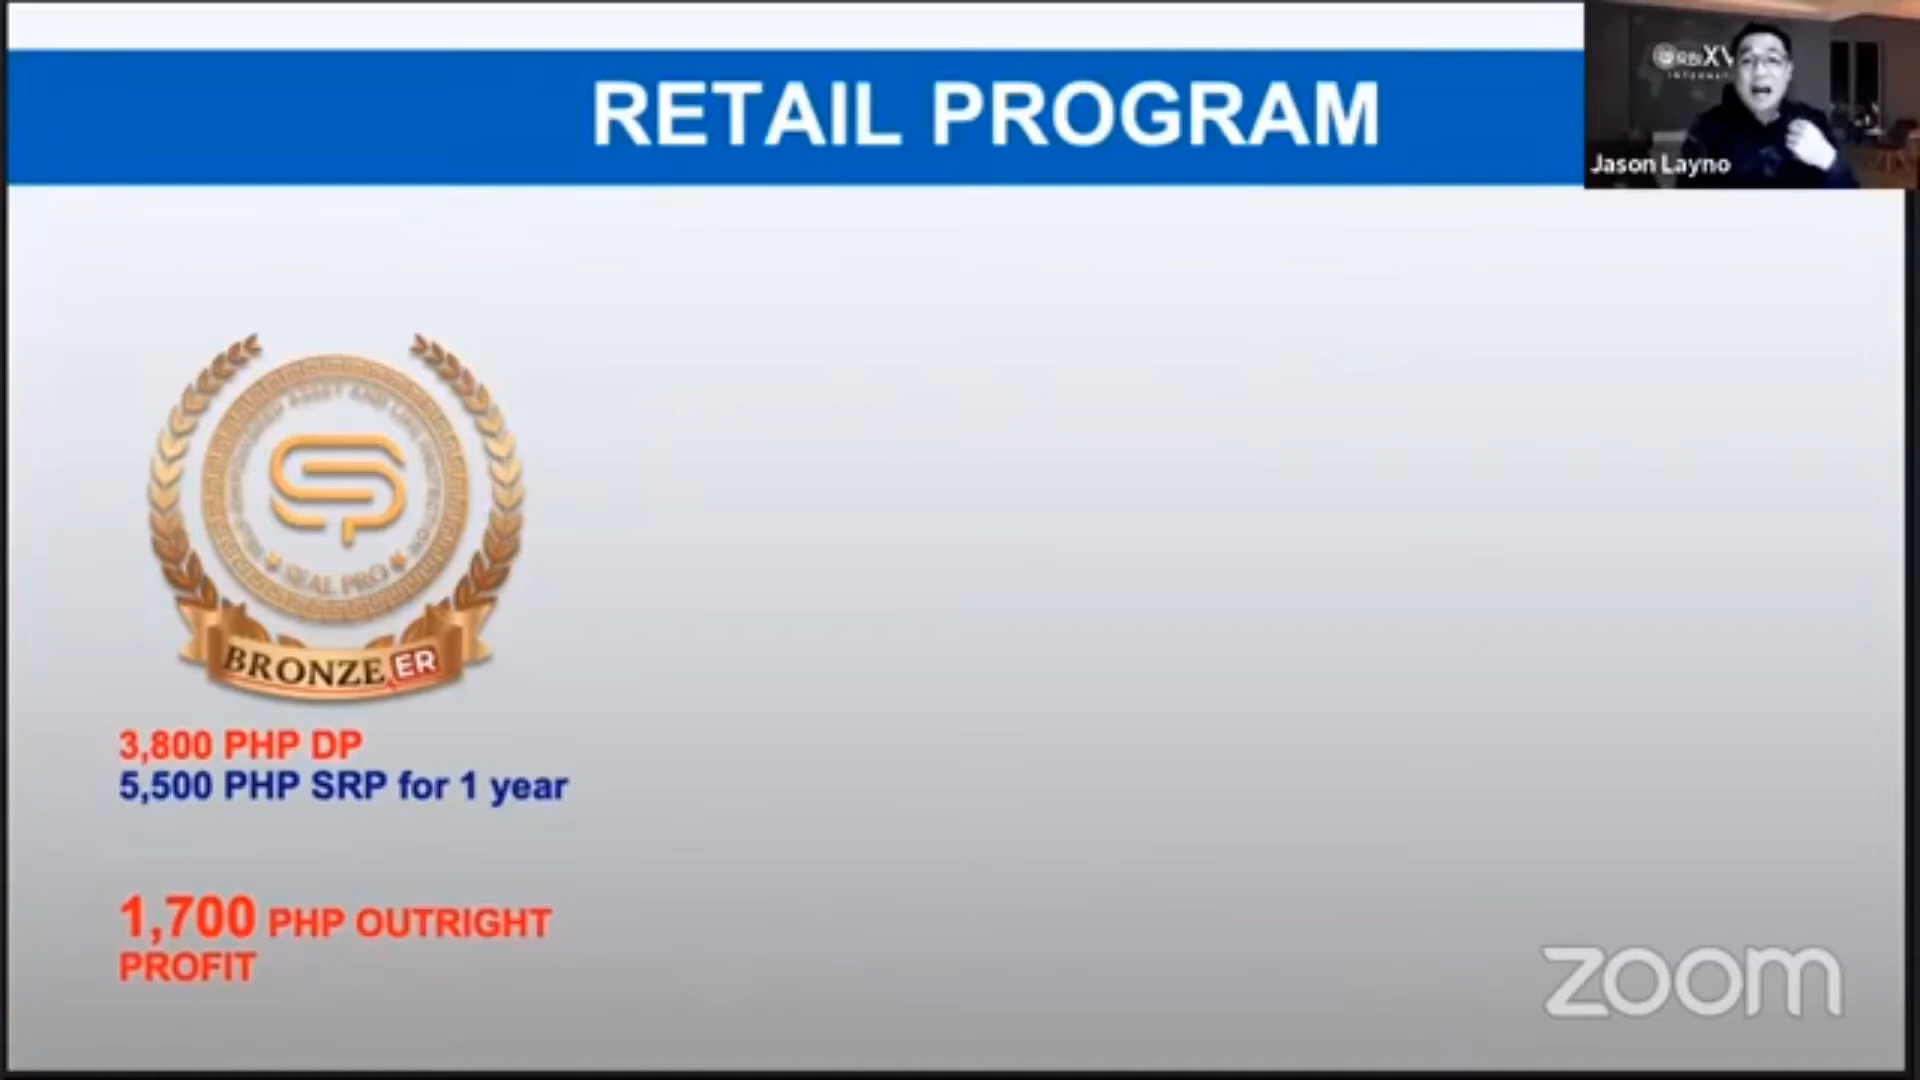 RETAIL PROGRAM
Jason Layno
SEAL PRO
BRONZE ER
3,800 PHP DP
5,500 PHP SRP for 1 year
1,700 PHP OUTRIGHT
PROFIT
zoom